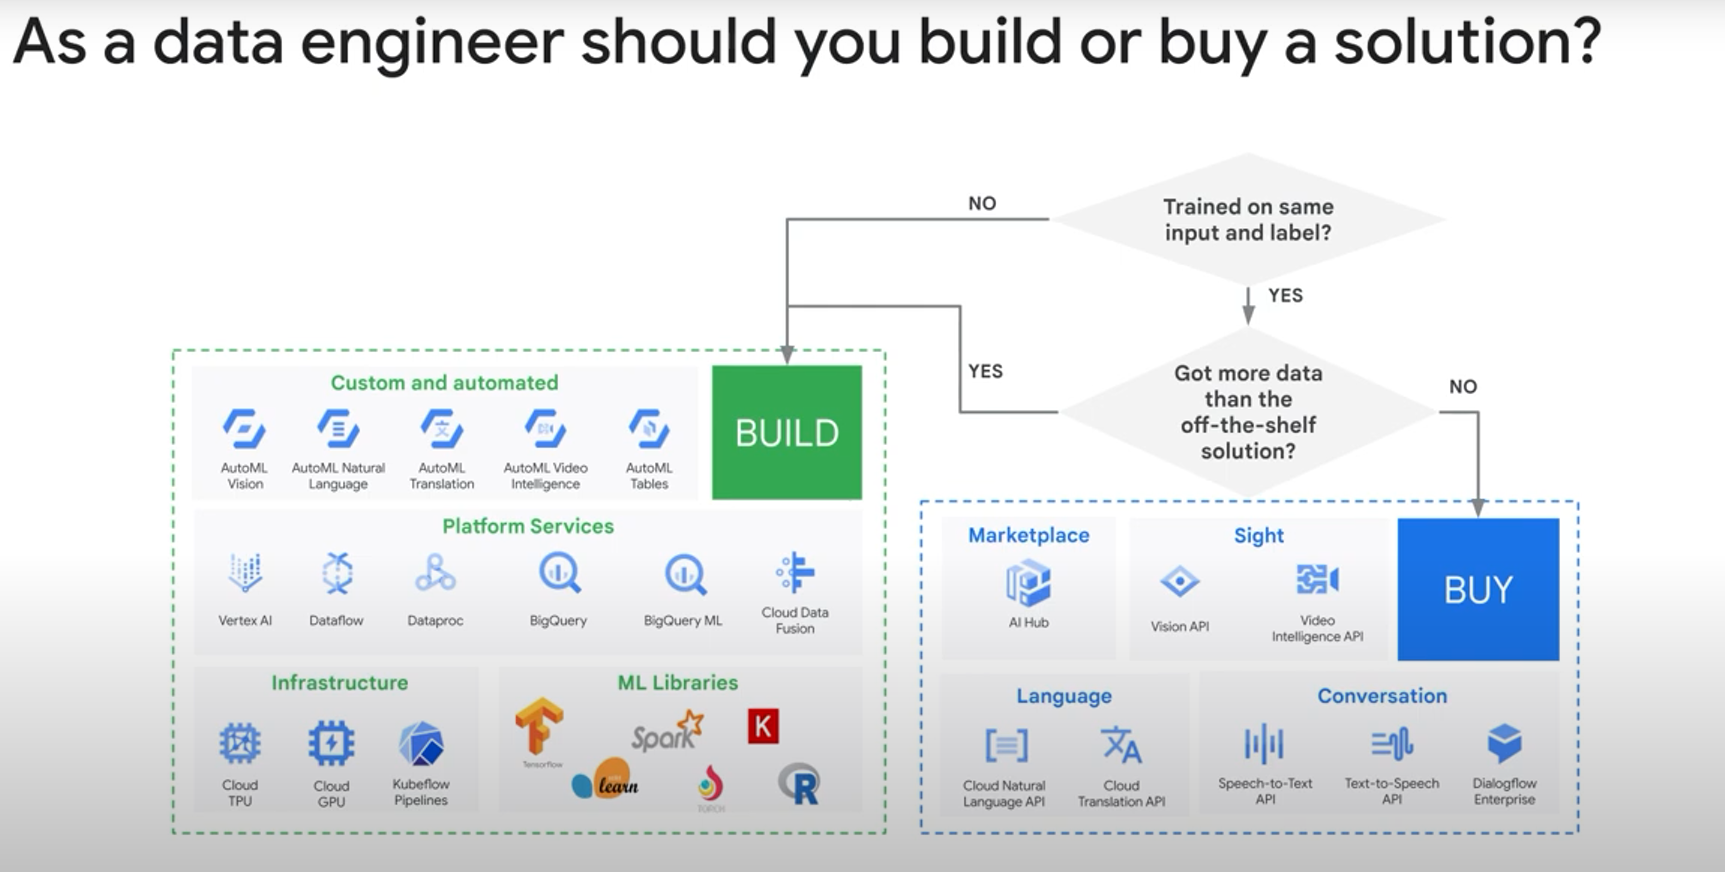 As a data engineer should you build or buy a solution?
Trained on same
input and label?
NO
YES
Got more data
than the
off-the-shelf
solution?
YES
NO
Custom and automated
BUILD
AutoML
Vision
AutoML Natural
Language
AutoML
Translation
AutoML Video
Intelligence
AutoML
Tables
Platform Services
Vertex AI
Dataflow
Dataproc
BigQuery
BigQuery ML
Cloud Data
Fusion
Infrastructure
Cloud
TPU
Cloud
GPU
Kubeflow
Pipelines
ML Libraries
Tensorflow
Spark
K
learn
TORCH
R
Marketplace
AI Hub
Sight
Vision API
Video
Intelligence API
BUY
Language
Cloud Natural
Language API
Cloud
Translation API
Conversation
Speech-to-Text
API
Text-to-Speech
API
Dialogflow
Enterprise